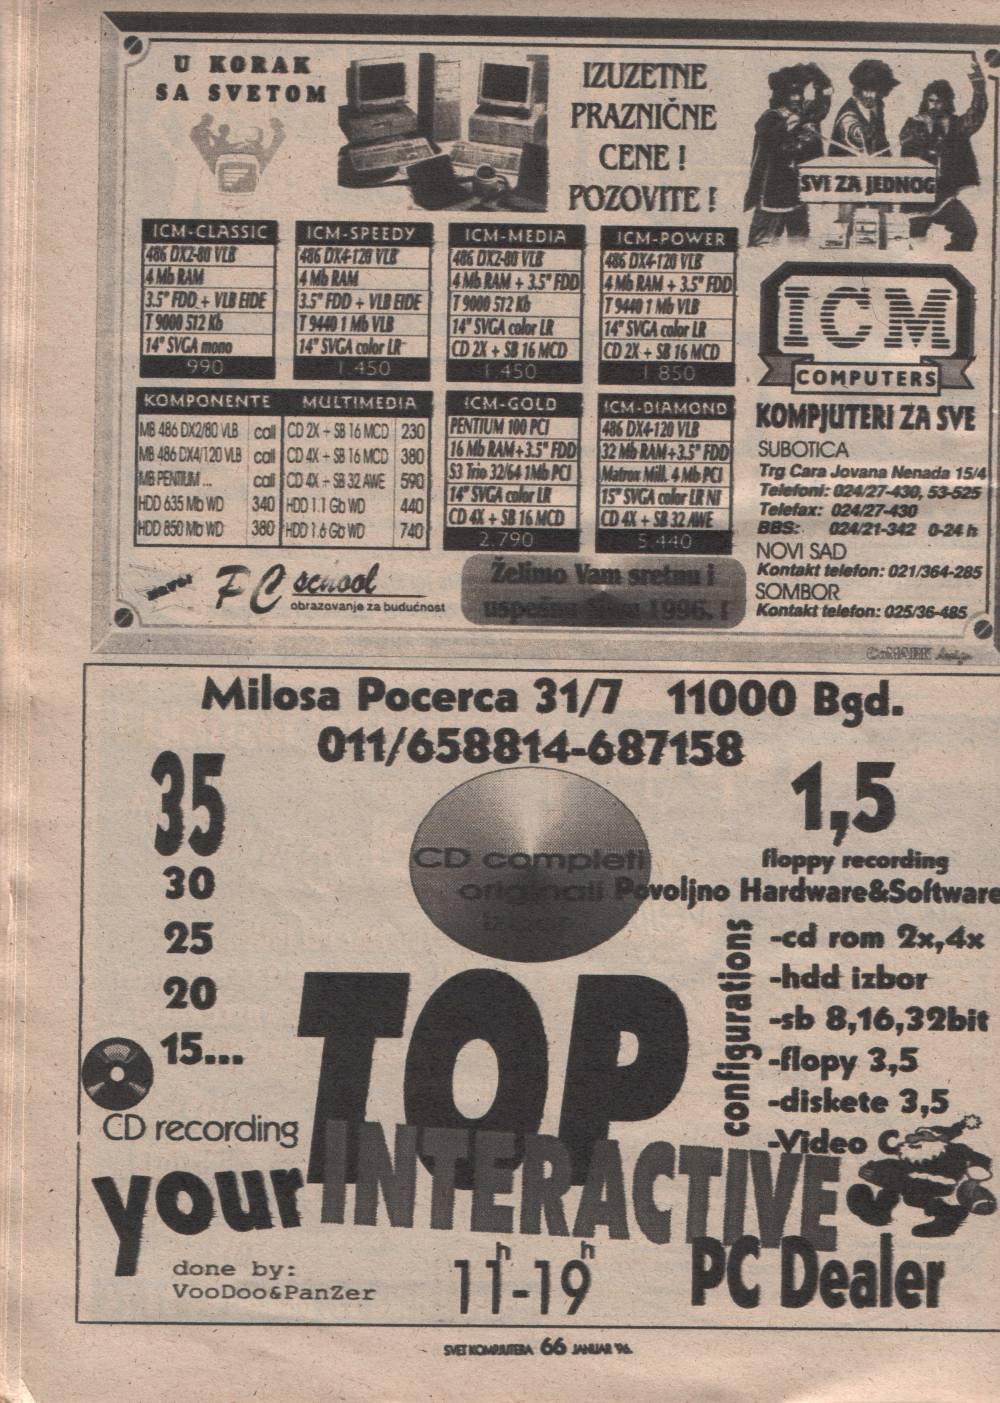 U KORAK
SA SVETOM
IZUZETNE
PRAZNIČNE
CENE !
POZOVITE !
SVI ZA JEDNOG
ICM-CLASSIC
486 DX2-80 VLB
4 Mb RAM
3.5" FDD + VLB EIDE
T 9000 512 Kb
14" SVGA mono
990
ICM-SPEEDY
486 DX4-120 VLB
4 Mb RAM
3.5" FDD + VLB EIDE
T 9440 1 Mb VLB
14" SVGA color LR
1.450
ICM-MEDIA
486 DX2-80 VLB
4 Mb RAM + 3.5" FDD
T 9000 512 Kb
14" SVGA color LR
CD 2X + SB 16 MCD
1.450
ICM-POWER
486 DX4-120 VLB
4 Mb RAM + 3.5" FDD
T 9440 1 Mb VLB
14" SVGA color LR
CD 2X + SB 16 MCD
1 850
KOMPONENTE
MB 486 DX2/80 VLB call
MB 486 DX4/120 VLB call
MB PENTIUM ... call
HDD 635 Mb WD 340
HDD 850 Mb WD 380
MULTIMEDIA
CD 2X + SB 16 MCD 230
CD 4X + SB 16 MCD 380
CD 4X + SB 32 AWE 590
HDD 1.1 Gb WD 440
HDD 1.6 Gb WD 740
ICM-GOLD
PENTIUM 100 PCI
16 Mb RAM+3.5" FDD
S3 Trio 32/64 1Mb PCI
14" SVGA color LR
CD 4X + SB 16 MCD
2.790
ICM-DIAMOND
486 DX4-120 VLB
32 Mb RAM+3.5" FDD
Matrox Mill. 4 Mb PCI
15" SVGA color LR NI
CD 4X + SB 32 AWE
5.440
ICM
COMPUTERS
KOMPJUTERI ZA SVE
SUBOTICA
Trg Cara Jovana Nenada 15/4
Telefoni: 024/27-430, 53-525
Telefax: 024/27-430
BBS: 024/21-342 0-24 h
NOVI SAD
Kontakt telefon: 021/364-285
SOMBOR
Kontakt telefon: 025/36-485
novo!
PC school
obrazovanje za budućnost
Želimo Vam sretnu i
uspešnu 1996. !
Milosa Pocerca 31/7 11000 Bgd.
011/658814-687158
35
30
25
20
15...
CD recording
CD completi
originali
izbor
1,5
floppy recording
Povoljno Hardware&Software
configurations
-cd rom 2x,4x
-hdd izbor
-sb 8,16,32bit
-flopy 3,5
-diskete 3,5
-Video C
TOP
your INTERACTIVE
PC Dealer
done by:
VooDoo&PanZer
11h-19h
SVET KOMPJUTERA 66 JANUAR '96.